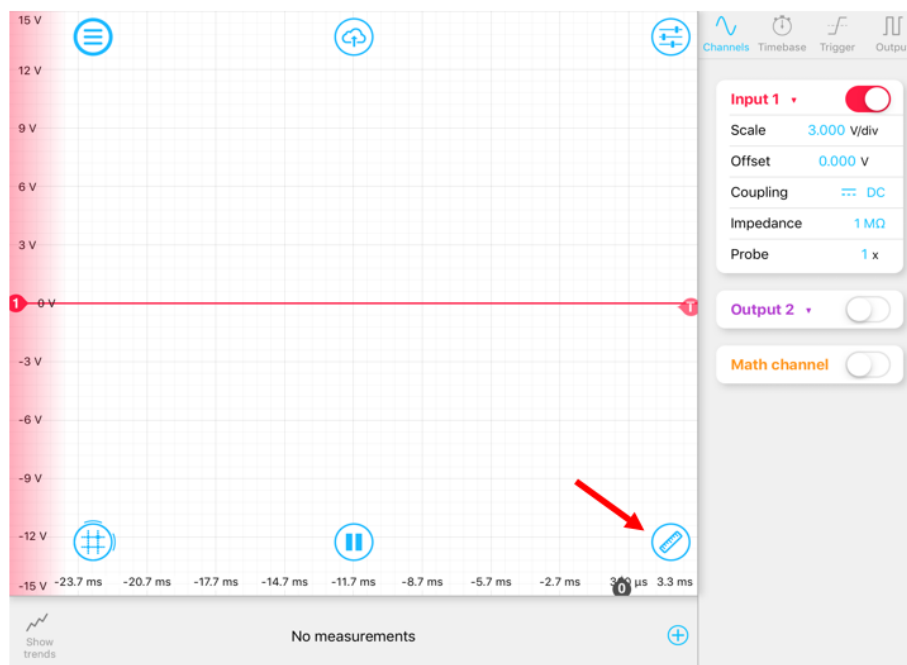 15 V
12 V
9 V
6 V
3 V
1 0 V
T
-3 V
-6 V
-9 V
-12 V
-15 V
-23.7 ms -20.7 ms -17.7 ms -14.7 ms -11.7 ms -8.7 ms -5.7 ms -2.7 ms 0 µs 3.3 ms
Show
trends
No measurements
Channels Timebase Trigger Outpu
Input 1
Scale 3.000 V/div
Offset 0.000 V
Coupling DC
Impedance 1 MΩ
Probe 1 x
Output 2
Math channel